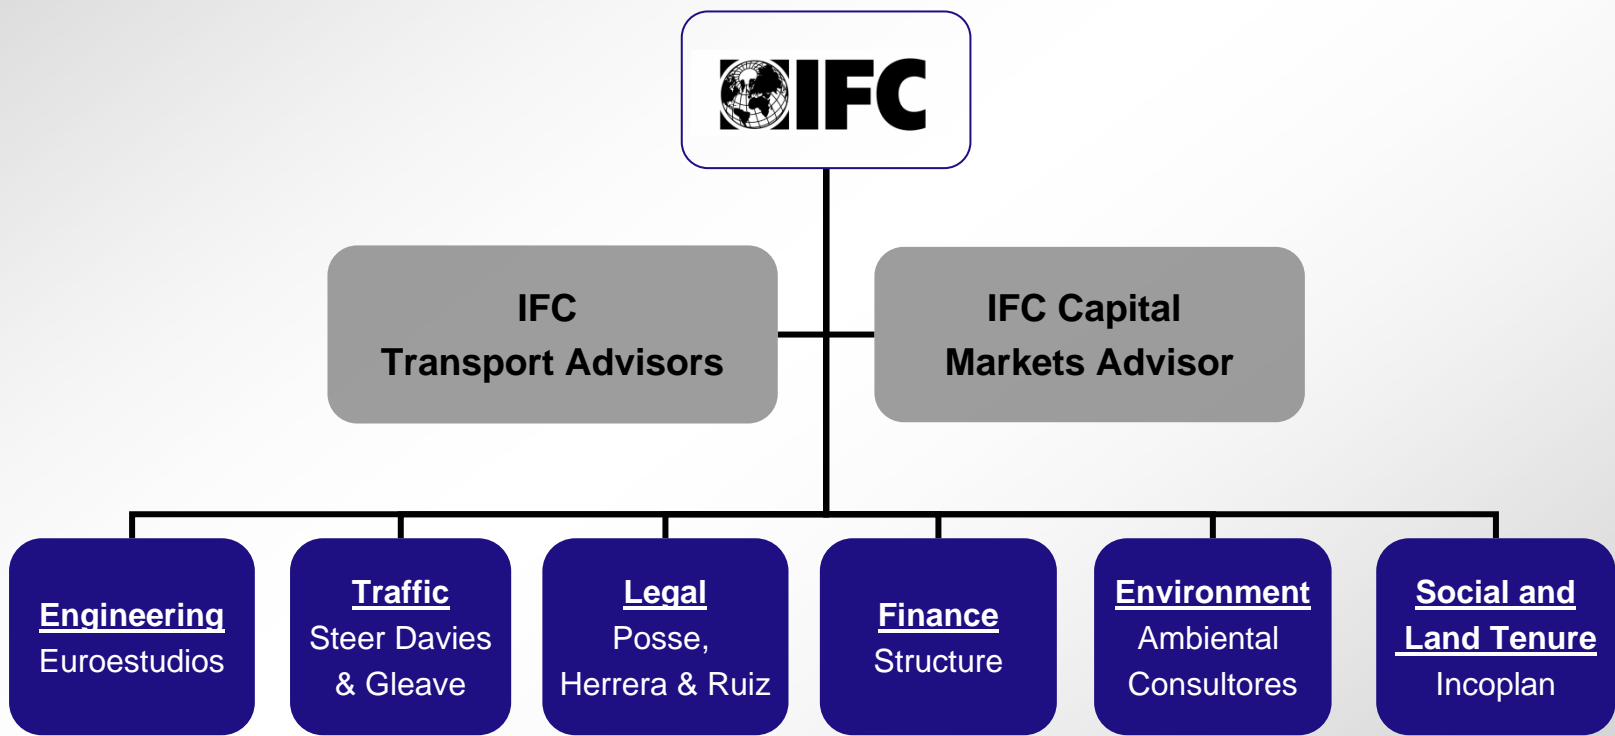 IFC
IFC
Transport Advisors
IFC Capital
Markets Advisor
Engineering
Euroestudios
Traffic
Steer Davies
& Gleave
Legal
Posse,
Herrera & Ruiz
Finance
Structure
Environment
Ambiental
Consultores
Social and
Land Tenure
Incoplan